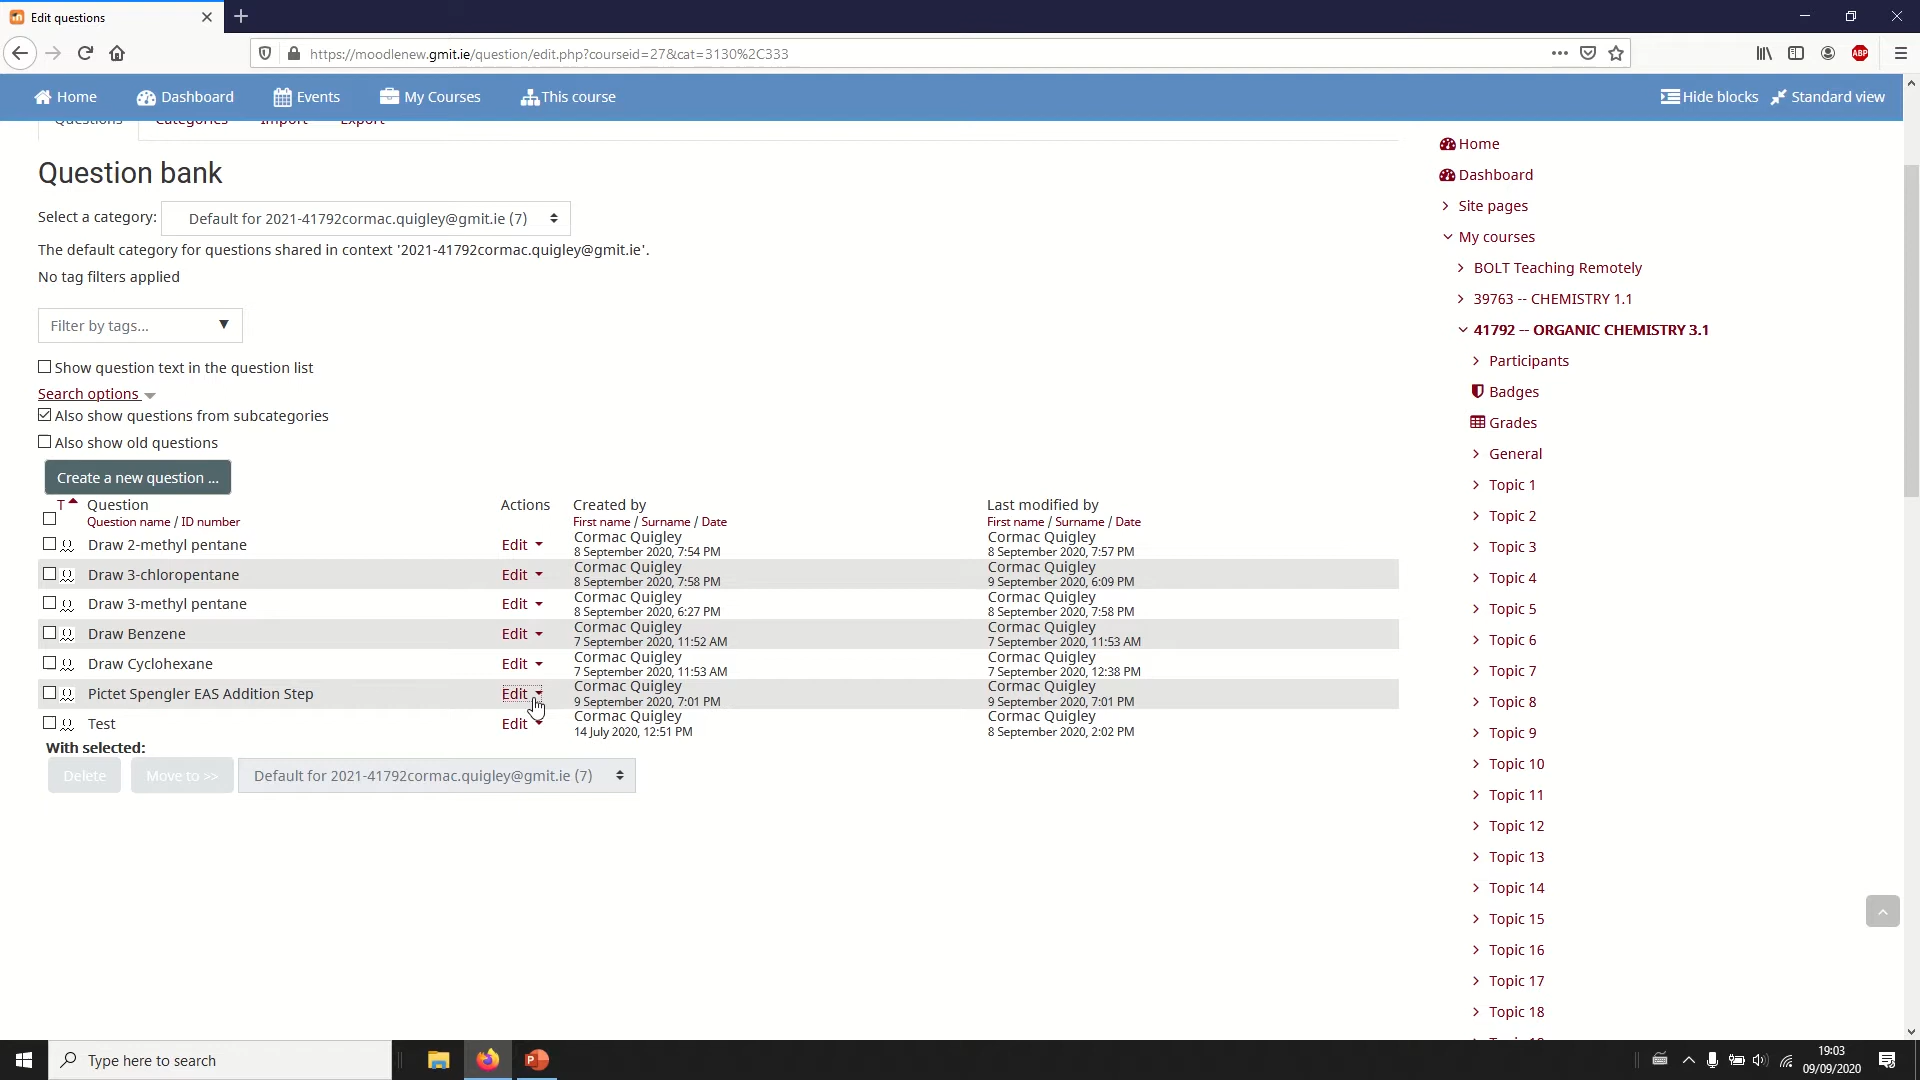 Edit questions
https://moodlenew.gmit.ie/question/edit.php?courseid=27&cat=3130%2C333
ABP
Home Dashboard Events My Courses This course Hide blocks Standard view
Questions Categories Import Export
Question bank
Select a category: Default for 2021-41792cormac.quigley@gmit.ie (7)
The default category for questions shared in context '2021-41792cormac.quigley@gmit.ie'.
No tag filters applied
Filter by tags... ▼
Show question text in the question list
Search options
Also show questions from subcategories
Also show old questions
Create a new question ...
T Question Actions Created by Last modified by
Question name / ID number First name / Surname / Date First name / Surname / Date
Draw 2-methyl pentane Edit Cormac Quigley Cormac Quigley
8 September 2020, 7:54 PM 8 September 2020, 7:57 PM
Draw 3-chloropentane Edit Cormac Quigley Cormac Quigley
8 September 2020, 7:58 PM 9 September 2020, 6:09 PM
Draw 3-methyl pentane Edit Cormac Quigley Cormac Quigley
8 September 2020, 6:27 PM 8 September 2020, 7:58 PM
Draw Benzene Edit Cormac Quigley Cormac Quigley
7 September 2020, 11:52 AM 7 September 2020, 11:53 AM
Draw Cyclohexane Edit Cormac Quigley Cormac Quigley
7 September 2020, 11:53 AM 7 September 2020, 12:38 PM
Pictet Spengler EAS Addition Step Edit Cormac Quigley Cormac Quigley
9 September 2020, 7:01 PM 9 September 2020, 7:01 PM
Test Edit Cormac Quigley Cormac Quigley
14 July 2020, 12:51 PM 8 September 2020, 2:02 PM
With selected:
Delete Move to >> Default for 2021-41792cormac.quigley@gmit.ie (7)
Home
Dashboard
Site pages
My courses
BOLT Teaching Remotely
39763 -- CHEMISTRY 1.1
41792 -- ORGANIC CHEMISTRY 3.1
Participants
Badges
Grades
General
Topic 1
Topic 2
Topic 3
Topic 4
Topic 5
Topic 6
Topic 7
Topic 8
Topic 9
Topic 10
Topic 11
Topic 12
Topic 13
Topic 14
Topic 15
Topic 16
Topic 17
Topic 18
Type here to search
19:03
09/09/2020